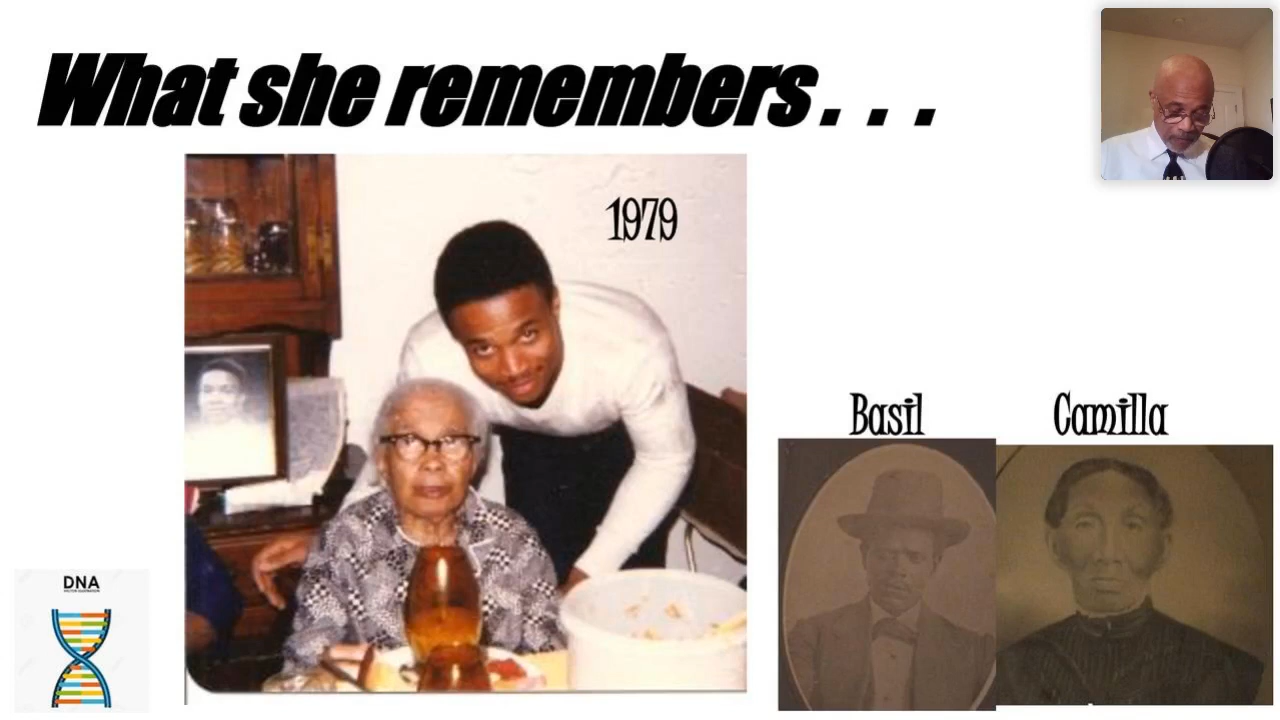 What she remembers . . .
1979
Basil
Camilla
DNA